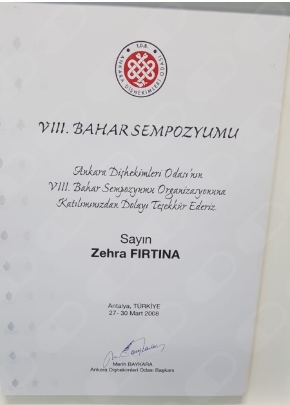 T.D.B.
VIII. BAHAR SEMPOZYUMU
Ankara Dişhekimleri Odası'nın
VIII. Bahar Sempozyumu Organizasyonuna
Katılımınızdan Dolayı Teşekkür Ederiz.
Sayın
Zehra FIRTINA
Antalya, TÜRKİYE
27- 30 Mart 2008
Merih BAYKARA
Ankara Dişhekimleri Odası Başkanı